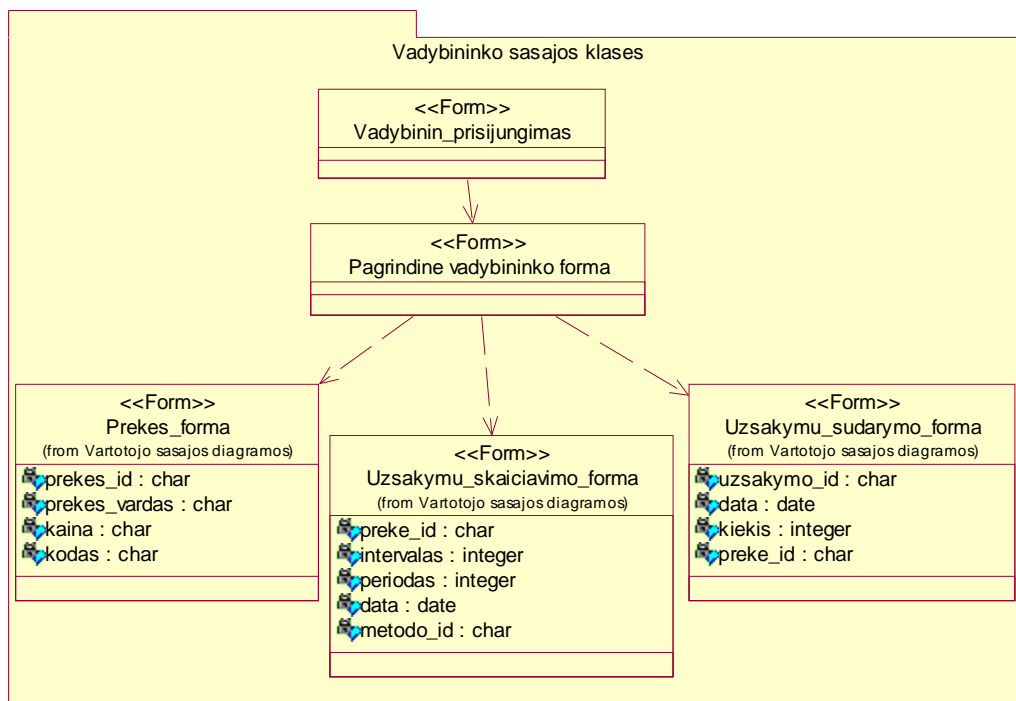 Vadybininko sasajos klases
<<Form>>
Vadybinin_prisijungimas
<<Form>>
Pagrindine vadybininko forma
<<Form>>
Prekes_forma
(from Vartotojo sasajos diagramos)
prekes_id : char
prekes_vardas : char
kaina : char
kodas : char
<<Form>>
Uzsakymu_skaiciavimo_forma
(from Vartotojo sasajos diagramos)
preke_id : char
intervalas : integer
periodas : integer
data : date
metodo_id : char
<<Form>>
Uzsakymu_sudarymo_forma
(from Vartotojo sasajos diagramos)
uzsakymo_id : char
data : date
kiekis : integer
preke_id : char